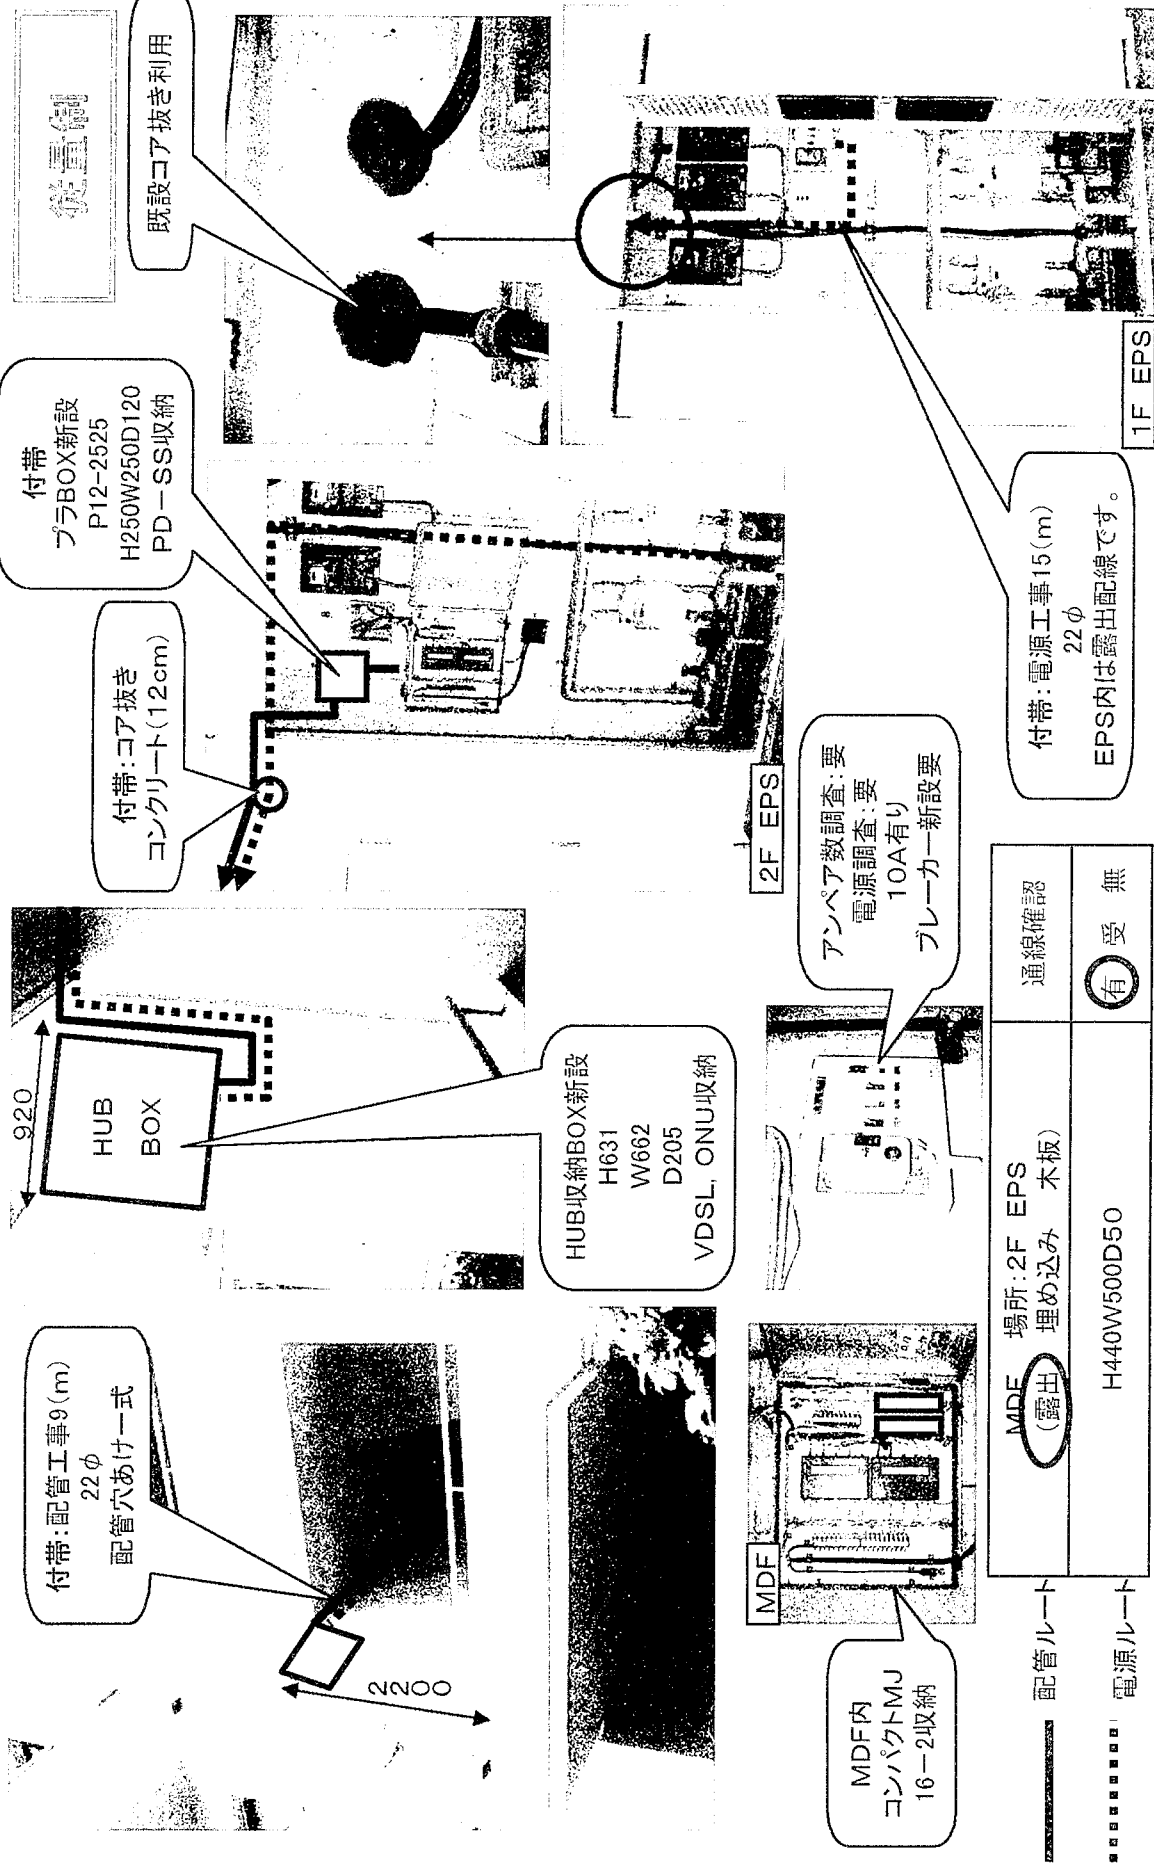 付帯:配管工事9(m)
22φ
配管穴あけ一式
2200
920
HUB
BOX
HUB収納BOX新設
H631
W662
D205
VDSL, ONU収納
付帯:コア抜き
コンクリート(12cm)
付帯
プラBOX新設
P12-2525
H250W250D120
PD-SS収納
既設コア抜き利用
従量制
2F EPS
1F EPS
アンペア数調査:要
電源調査:要
10A有り
ブレーカー新設要
付帯:電源工事15(m)
22φ
EPS内は露出配線です。
MDF
MDF内
コンパクトMJ
16-2収納
配管ルート
電源ルート
MDF 場所:2F EPS
(露出 埋め込み 木板)
通線確認
H440W500D50
有 受 無